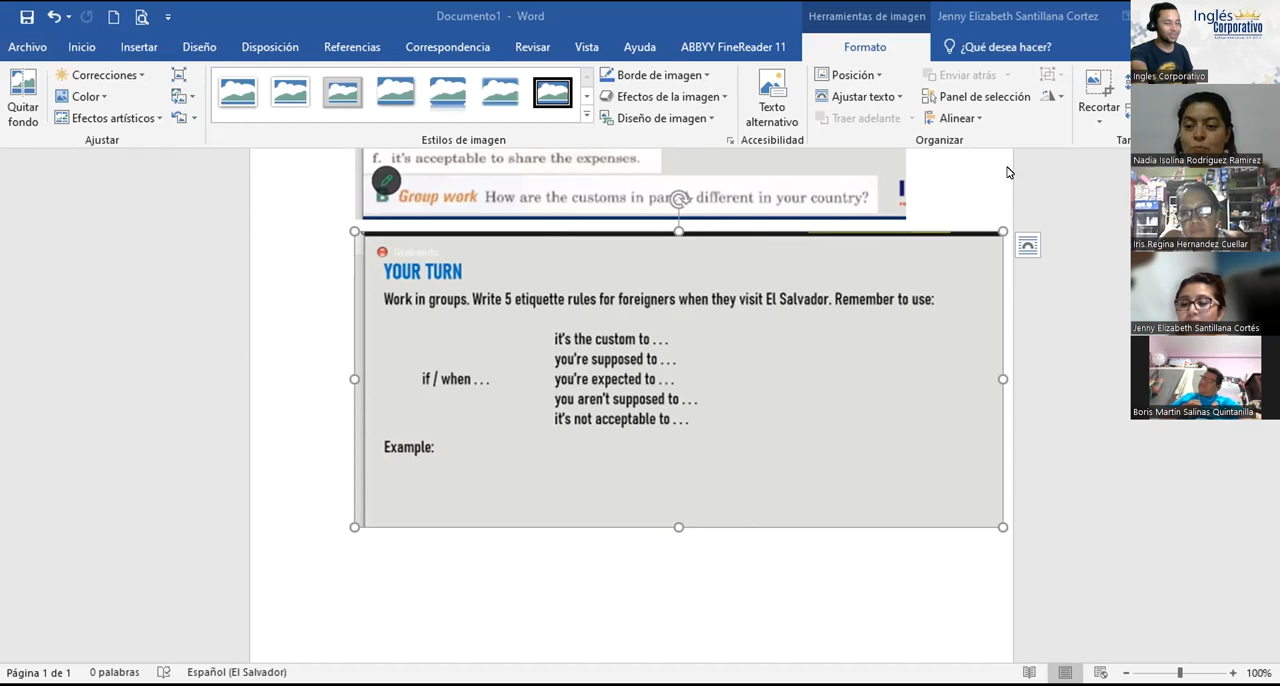 Documento1 - Word
Herramientas de imagen
Jenny Elizabeth Santillana Cortez
Archivo
Inicio
Insertar
Diseño
Disposición
Referencias
Correspondencia
Revisar
Vista
Ayuda
ABBYY FineReader 11
Formato
¿Qué desea hacer?
Quitar fondo
Correcciones
Color
Efectos artísticos
Ajustar
Estilos de imagen
Borde de imagen
Efectos de la imagen
Diseño de imagen
Texto alternativo
Accesibilidad
Posición
Ajustar texto
Traer adelante
Enviar atrás
Panel de selección
Alinear
Organizar
Recortar
Inglés Corporativo
Ingles Corporativo
Nadia Isolina Rodriguez Ramirez
Iris Regina Hernandez Cuellar
Jenny Elizabeth Santillana Cortés
Boris Martin Salinas Quintanilla
f. it's acceptable to share the expenses.
B Group work How are the customs in different in your country?
Grabando
YOUR TURN
Work in groups. Write 5 etiquette rules for foreigners when they visit El Salvador. Remember to use:
it's the custom to . . .
you're supposed to . . .
if / when . . . you're expected to . . .
you aren't supposed to . . .
it's not acceptable to . . .
Example:
Página 1 de 1
0 palabras
Español (El Salvador)
100%